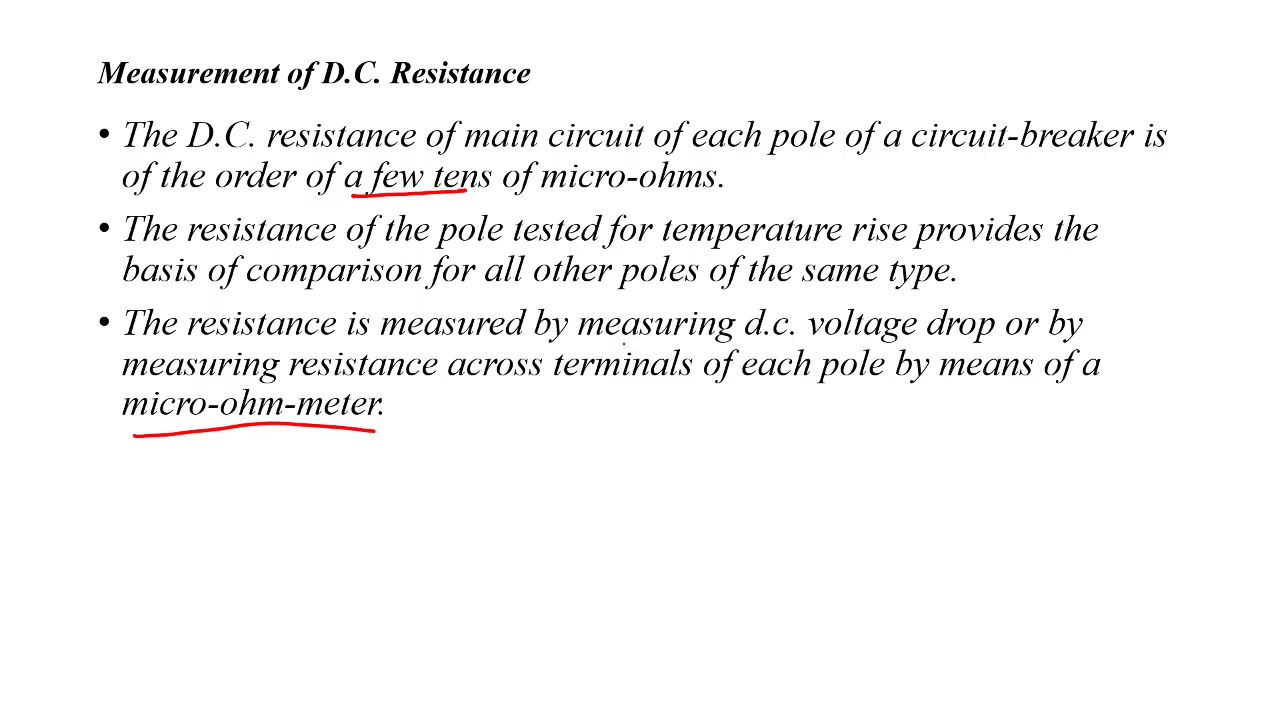 Measurement of D.C. Resistance
• The D.C. resistance of main circuit of each pole of a circuit-breaker is
of the order of a few tens of micro-ohms.
• The resistance of the pole tested for temperature rise provides the
basis of comparison for all other poles of the same type.
• The resistance is measured by measuring d.c. voltage drop or by
measuring resistance across terminals of each pole by means of a
micro-ohm-meter.